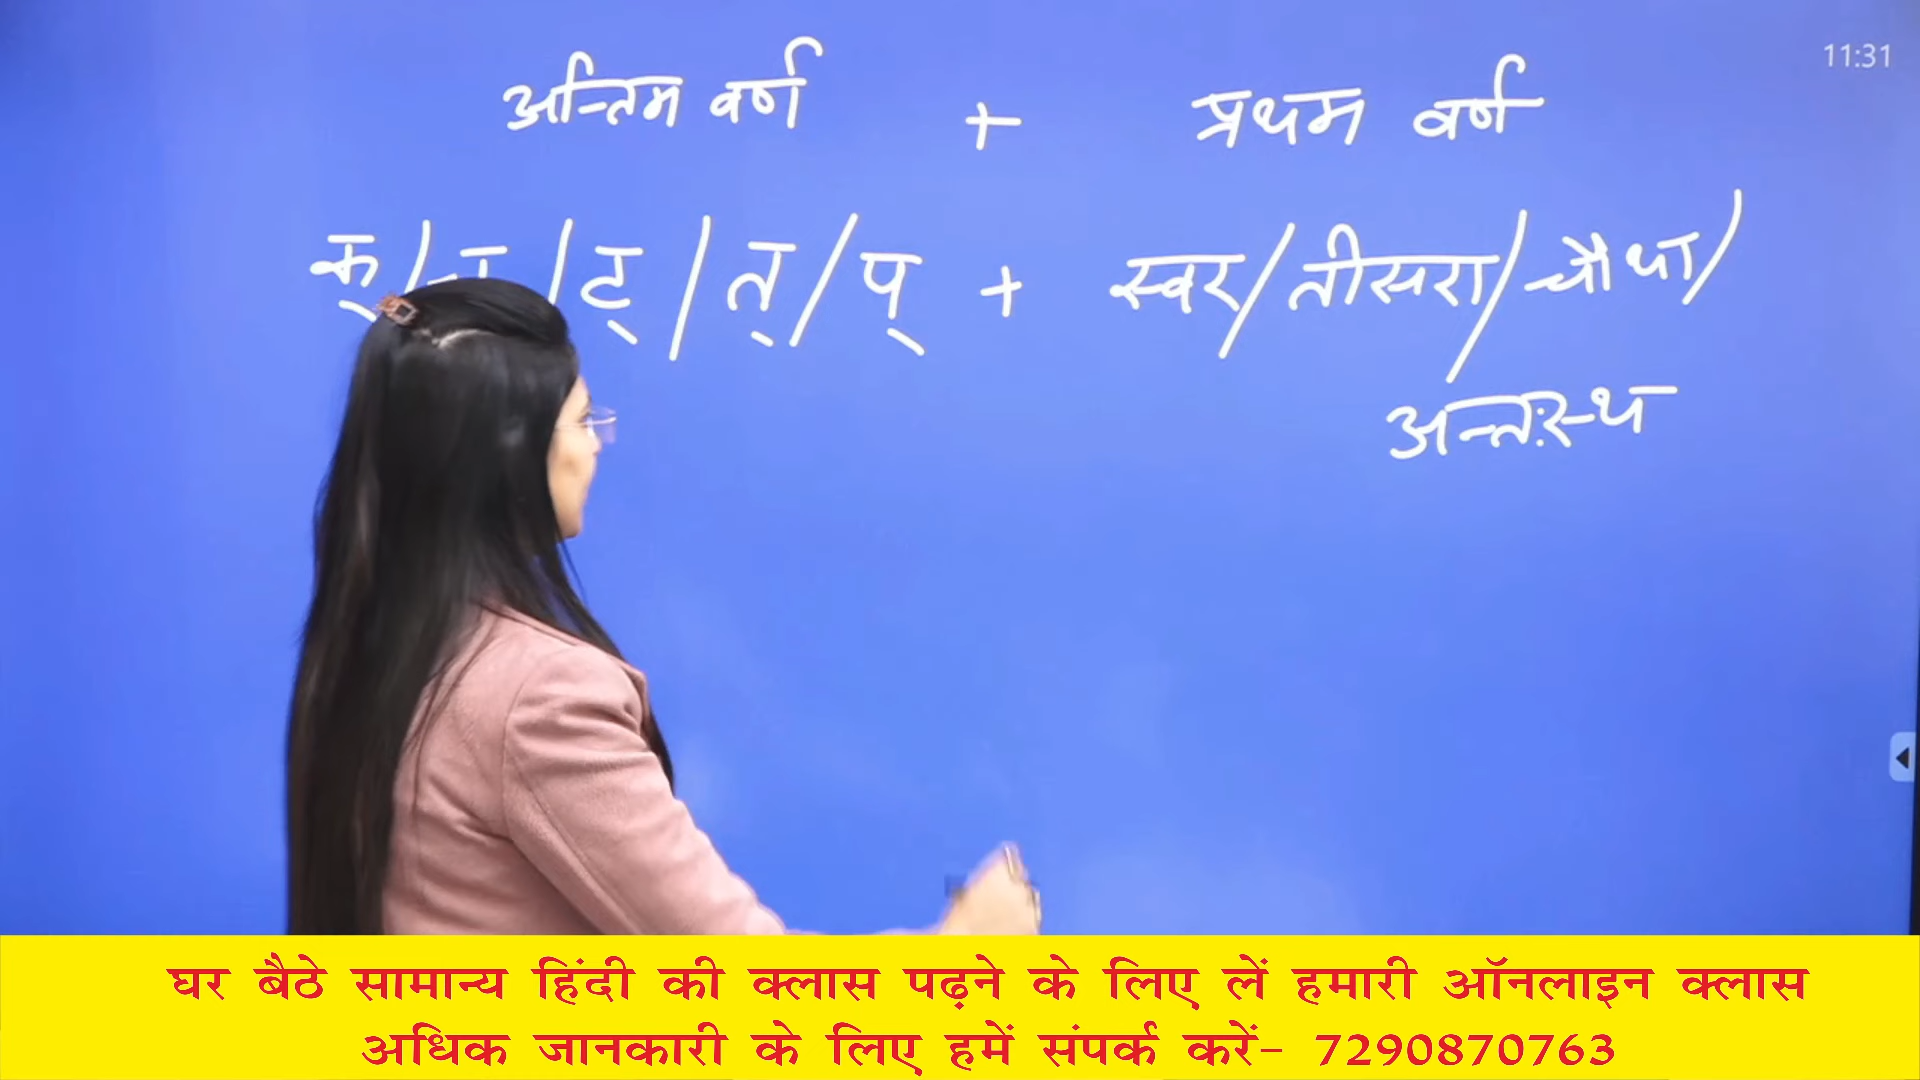 11:31
अन्तिम वर्ण + प्रथम वर्ण
क् / / ट् / त् / प् + स्वर / तीसरा / चौथा /
अन्तःस्थ
घर बैठे सामान्य हिंदी की क्लास पढ़ने के लिए लें हमारी ऑनलाइन क्लास
अधिक जानकारी के लिए हमें संपर्क करें- 7290870763